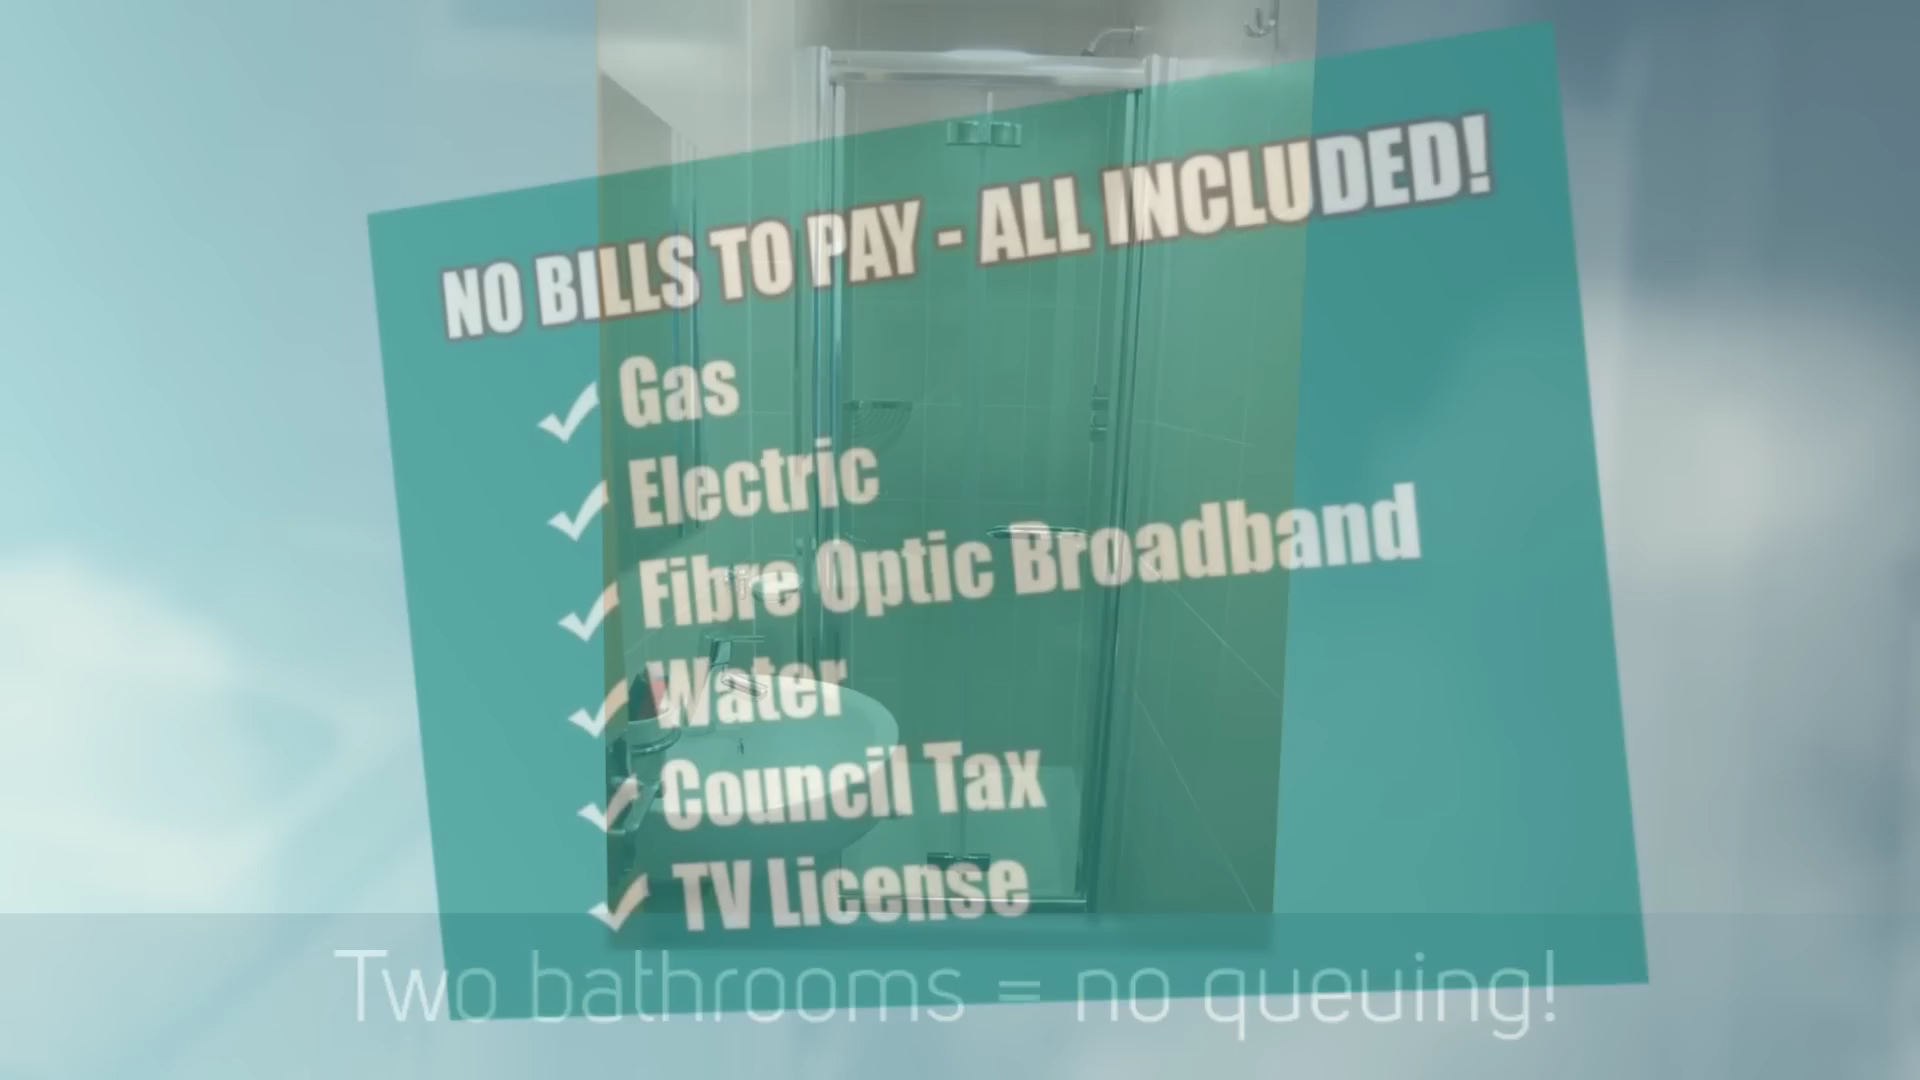 NO BILLS TO PAY - ALL INCLUDED!
Gas
Electric
Fibre Optic Broadband
Water
Council Tax
TV License
Two bathrooms = no queuing!